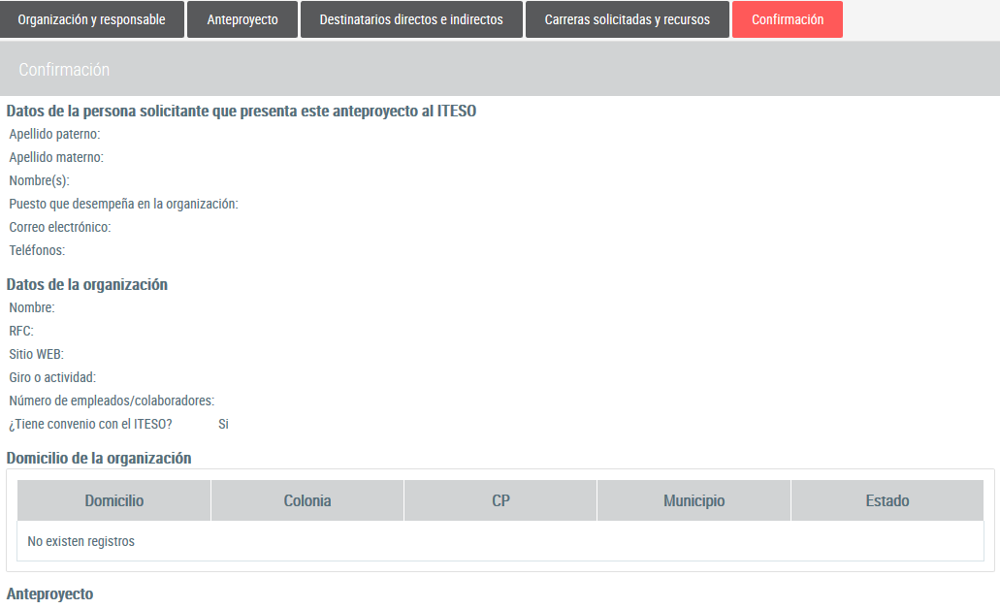 Organización y responsable Anteproyecto Destinatarios directos e indirectos Carreras solicitadas y recursos Confirmación
Confirmación
Datos de la persona solicitante que presenta este anteproyecto al ITESO
Apellido paterno:
Apellido materno:
Nombre(s):
Puesto que desempeña en la organización:
Correo electrónico:
Teléfonos:
Datos de la organización
Nombre:
RFC:
Sitio WEB:
Giro o actividad:
Número de empleados/colaboradores:
¿Tiene convenio con el ITESO? Si
Domicilio de la organización
Domicilio Colonia CP Municipio Estado
No existen registros
Anteproyecto